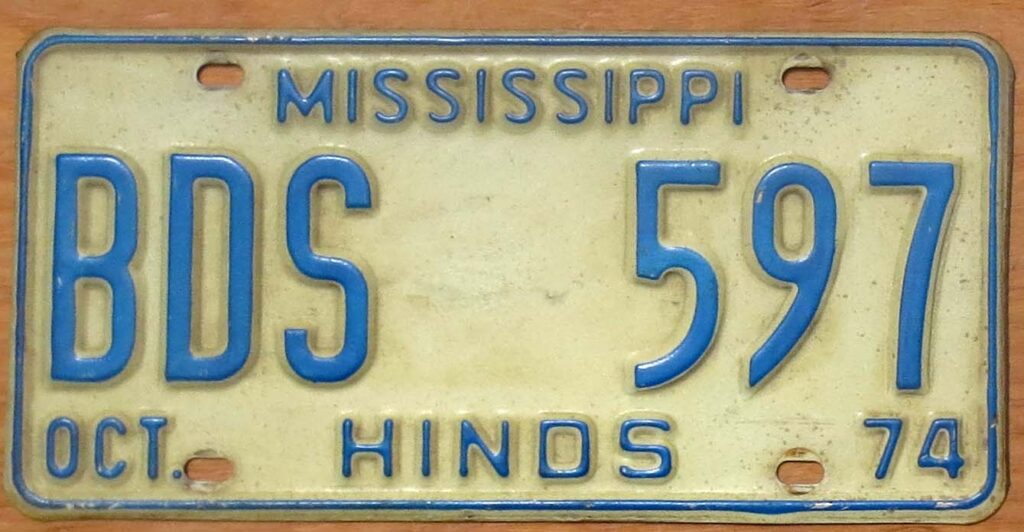 MISSISSIPPI
BDS 597
OCT. HINDS 74